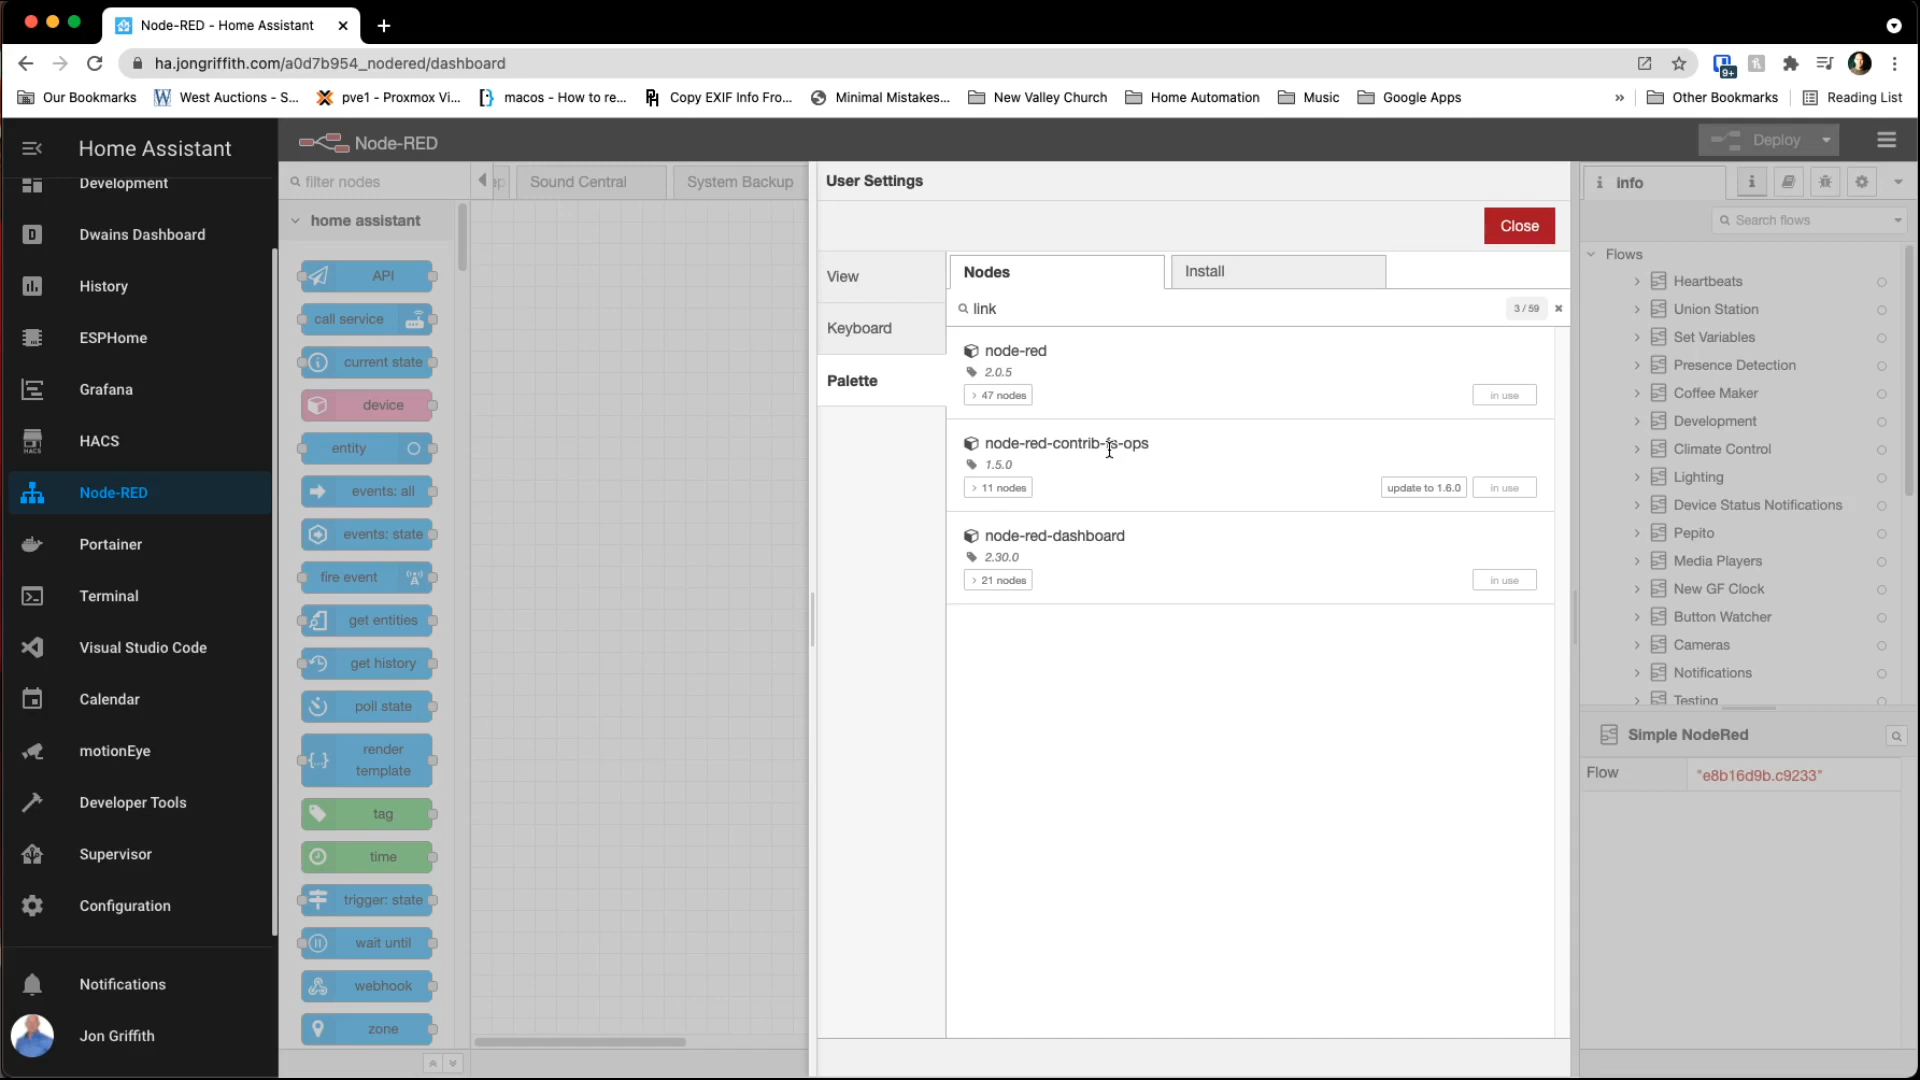 Node-RED - Home Assistant
ha.jongriffith.com/a0d7b954_nodered/dashboard
9+
Our Bookmarks
West Auctions - S...
pve1 - Proxmox Vi...
macos - How to re...
Copy EXIF Info Fro...
Minimal Mistakes...
New Valley Church
Home Automation
Music
Google Apps
»
Other Bookmarks
Reading List
Home Assistant
Development
Dwains Dashboard
History
ESPHome
Grafana
HACS
Node-RED
Portainer
Terminal
Visual Studio Code
Calendar
motionEye
Developer Tools
Supervisor
Configuration
Notifications
Jon Griffith
Node-RED
Deploy
filter nodes
home assistant
API
call service
current state
device
entity
events: all
events: state
fire event
get entities
get history
poll state
render
template
tag
time
trigger: state
wait until
webhook
zone
Sound Central
System Backup
User Settings
Close
View
Keyboard
Palette
Nodes
Install
link
3 / 59
node-red
2.0.5
47 nodes
in use
node-red-contrib-fs-ops
1.5.0
11 nodes
update to 1.6.0
in use
node-red-dashboard
2.30.0
21 nodes
in use
info
Search flows
Flows
Heartbeats
Union Station
Set Variables
Presence Detection
Coffee Maker
Development
Climate Control
Lighting
Device Status Notifications
Pepito
Media Players
New GF Clock
Button Watcher
Cameras
Notifications
Testing
Simple NodeRed
Flow
"e8b16d9b.c9233"